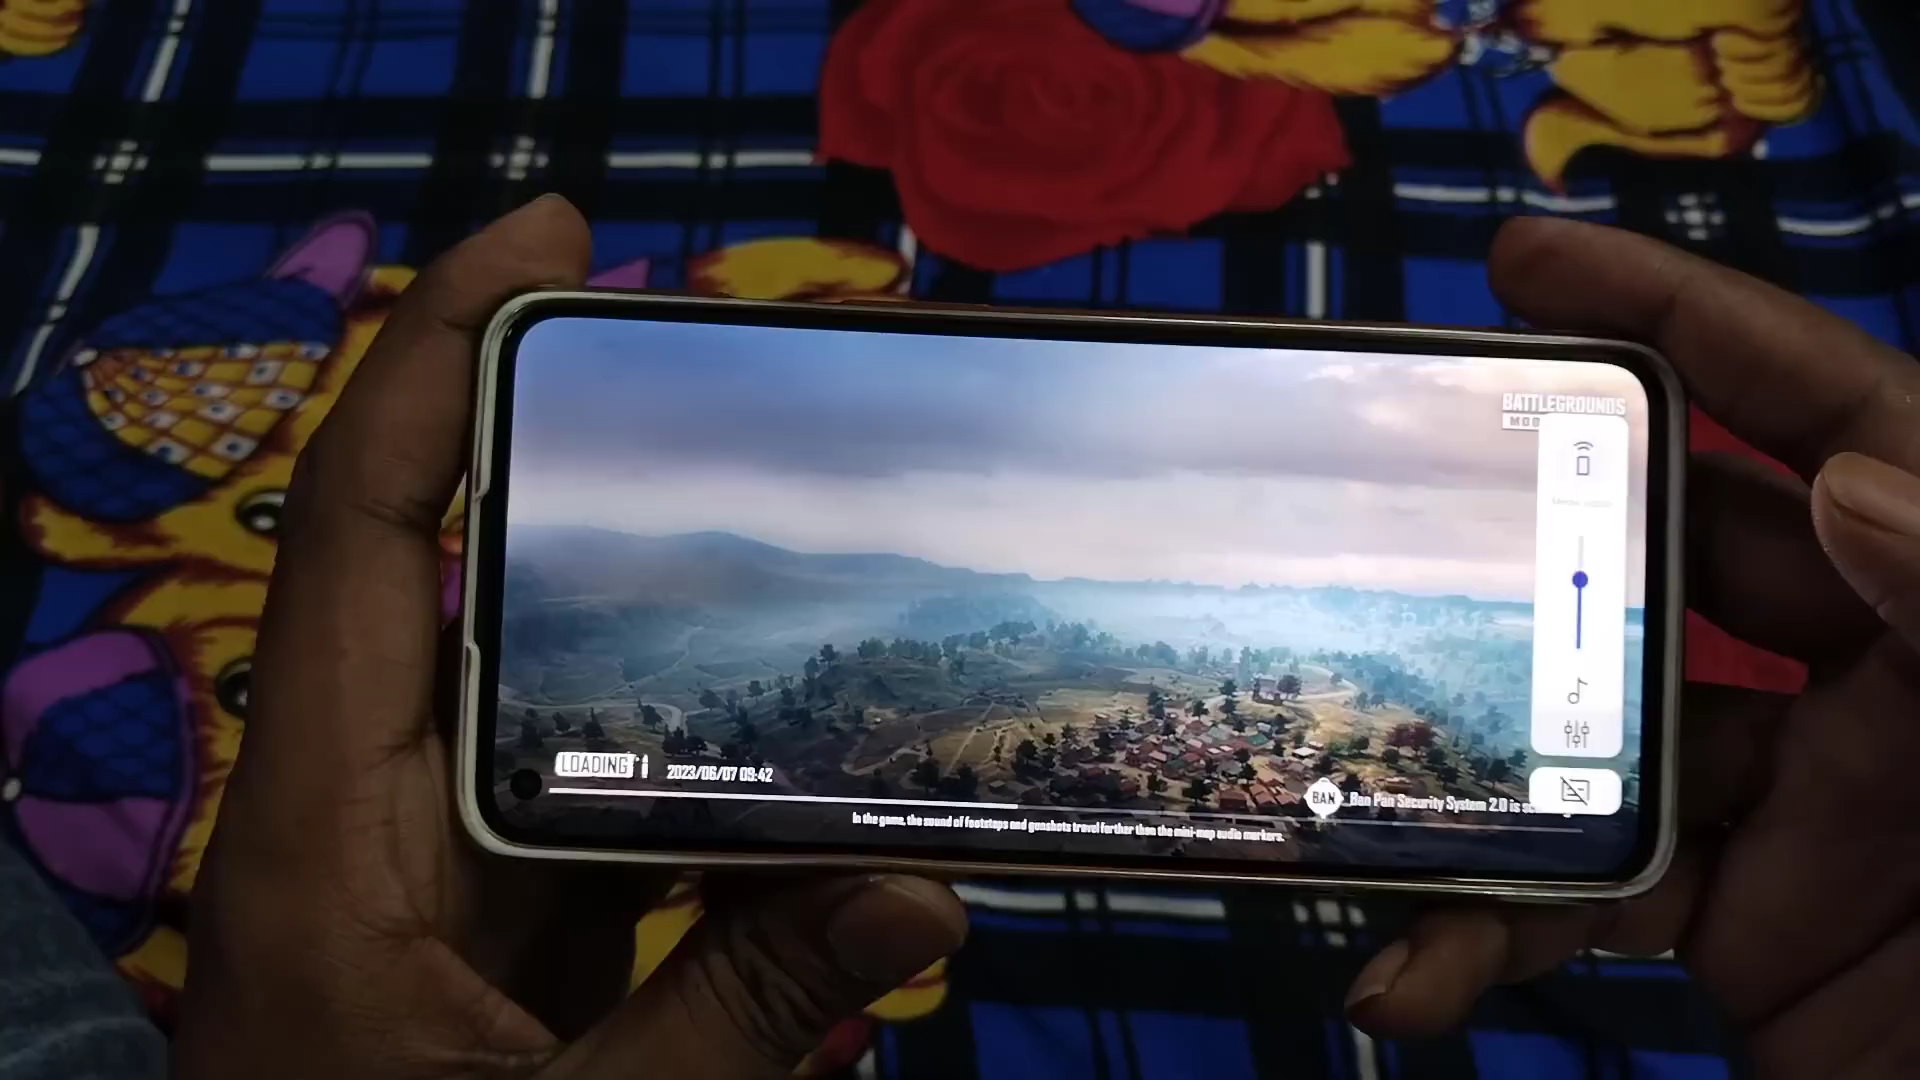 BATTLEGROUNDS
LOADING
2023/06/07 09:42
BAN
Ban Pan Security System 2.0 is
In the game, the sound of footsteps and gunshots travel farther than the mini-map audio markers.